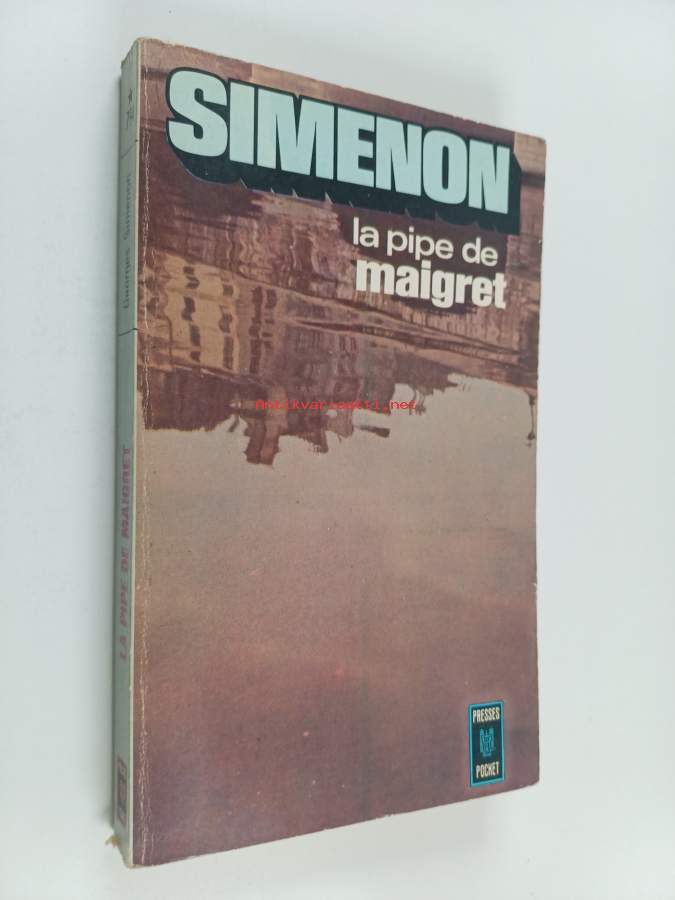 SIMENON
la pipe de
maigret
Antikvariaatti.net
PRESSES
POCKET
Georges Simenon
LA PIPE DE MAIGRET